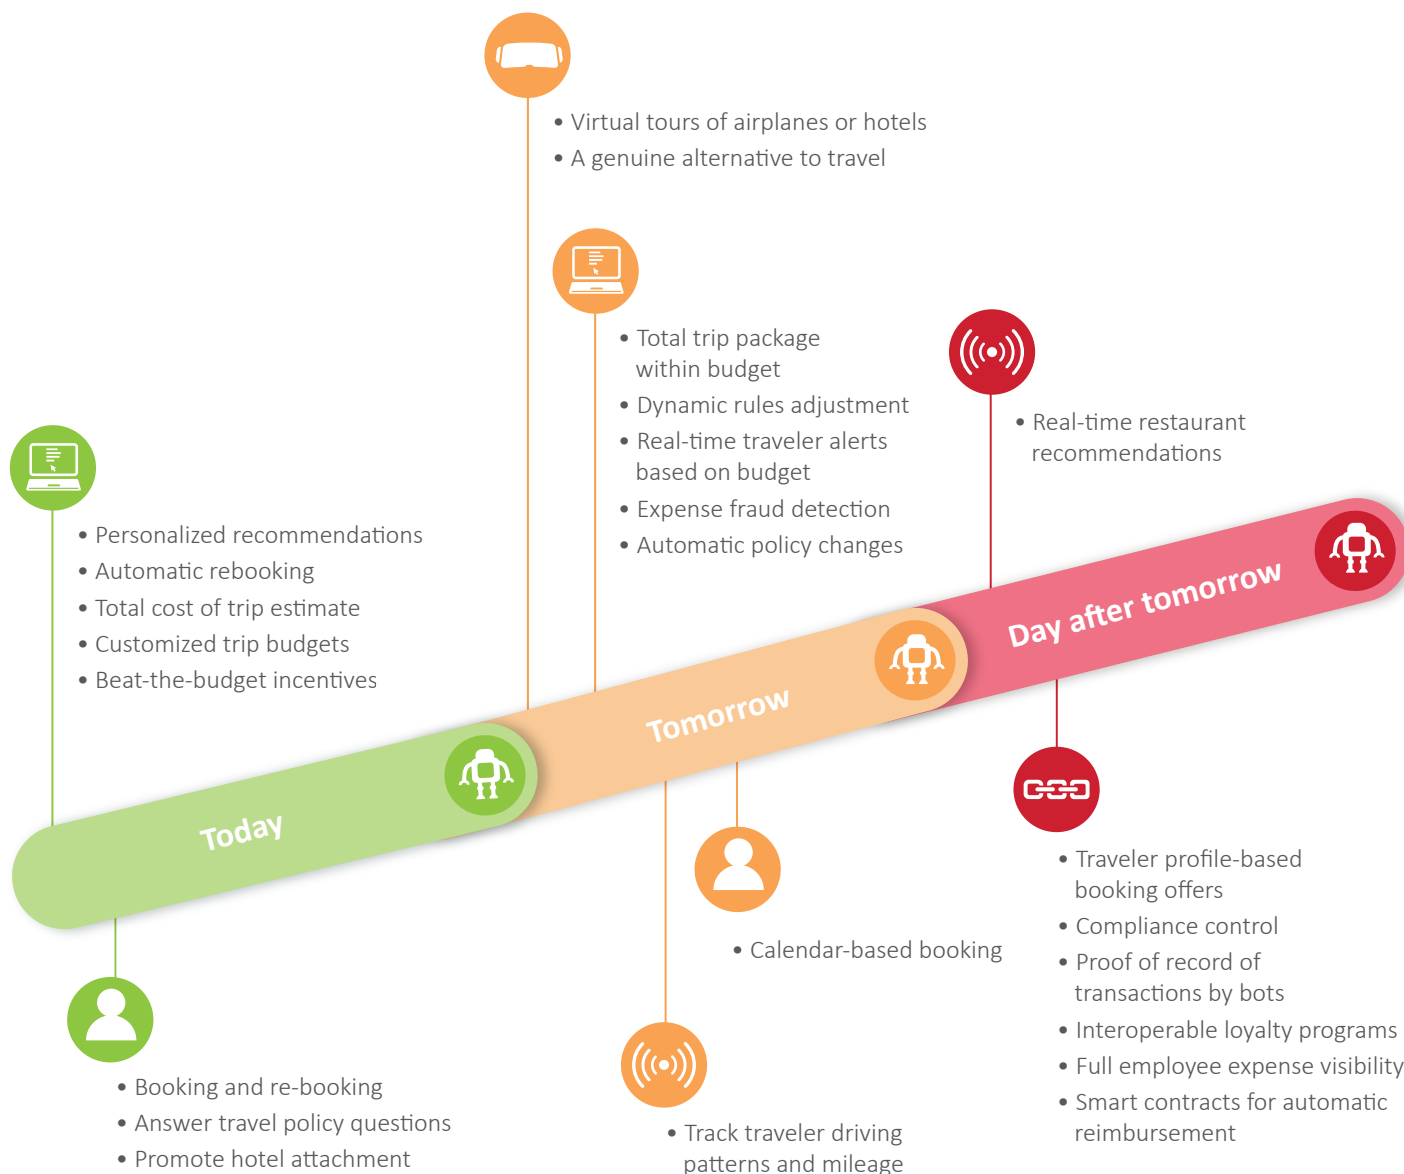 • Virtual tours of airplanes or hotels
• A genuine alternative to travel
• Total trip package
within budget
• Dynamic rules adjustment
• Real-time traveler alerts
based on budget
• Expense fraud detection
• Automatic policy changes
• Real-time restaurant
recommendations
• Personalized recommendations
• Automatic rebooking
• Total cost of trip estimate
• Customized trip budgets
• Beat-the-budget incentives
Today
Tomorrow
Day after tomorrow
• Booking and re-booking
• Answer travel policy questions
• Promote hotel attachment
• Calendar-based booking
• Track traveler driving
patterns and mileage
• Traveler profile-based
booking offers
• Compliance control
• Proof of record of
transactions by bots
• Interoperable loyalty programs
• Full employee expense visibility
• Smart contracts for automatic
reimbursement